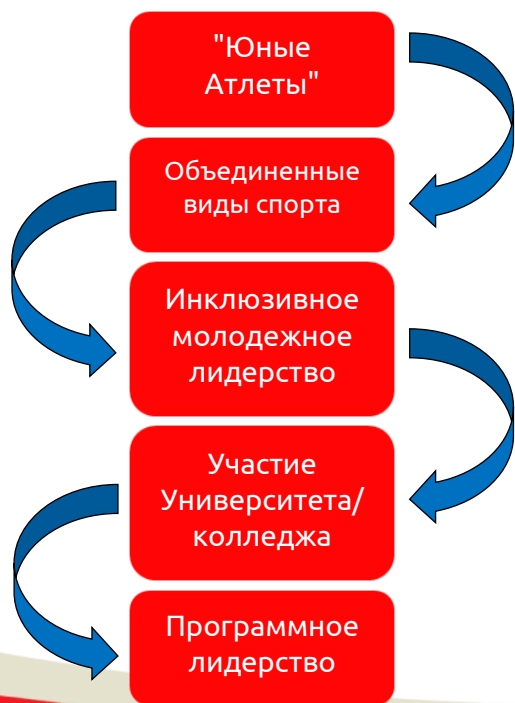 "Юные
Атлеты"
Объединенные
виды спорта
Инклюзивное
молодежное
лидерство
Участие
Университета/
колледжа
Программное
лидерство